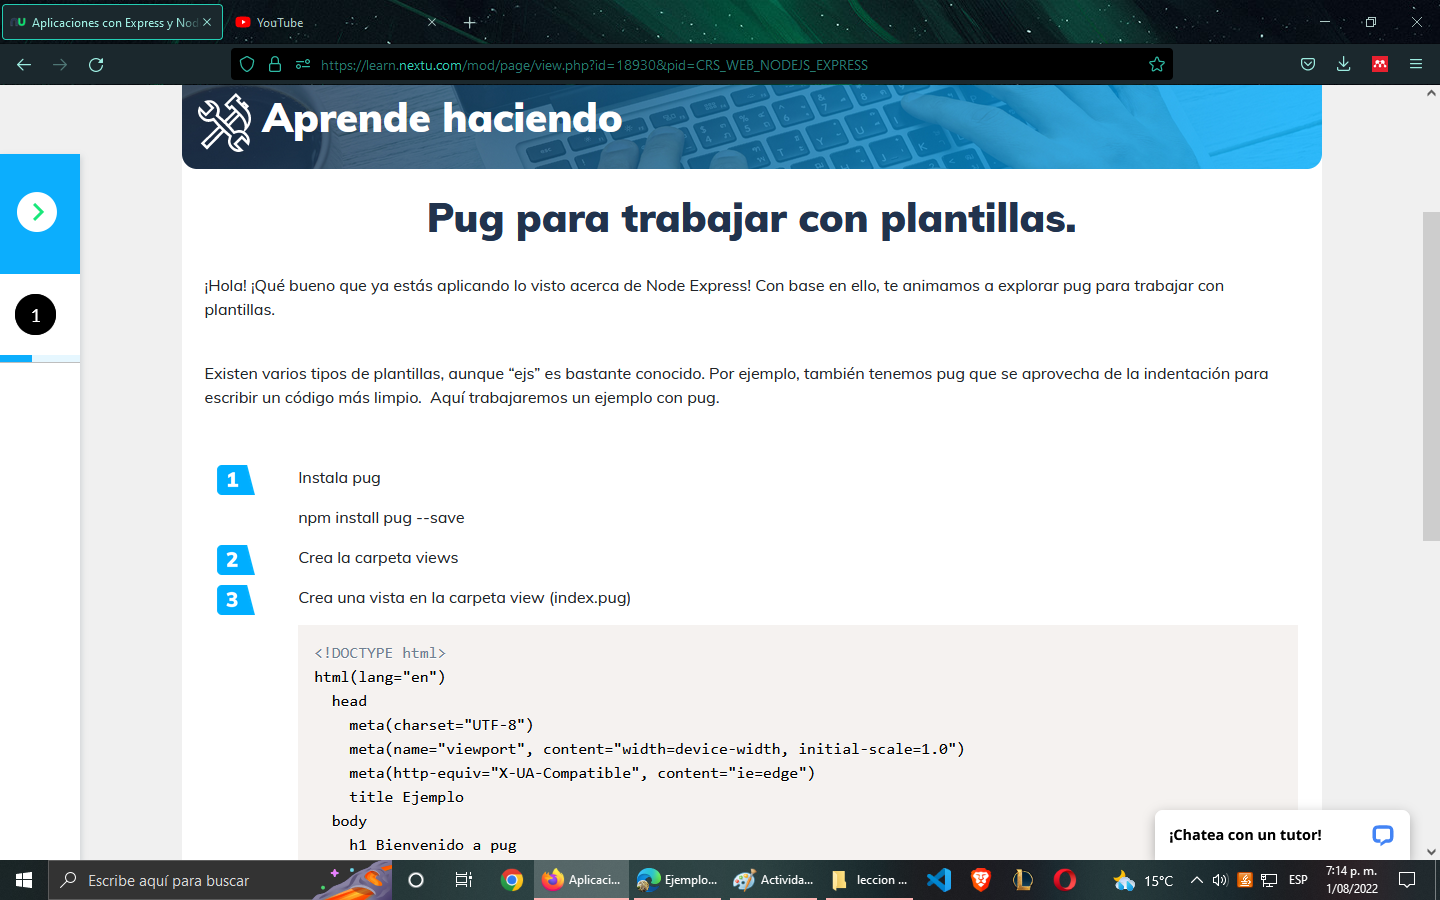 Aplicaciones con Express y Nod
YouTube
https://learn.nextu.com/mod/page/view.php?id=18930&pid=CRS_WEB_NODEJS_EXPRESS
Aprende haciendo
1
Pug para trabajar con plantillas.
¡Hola! ¡Qué bueno que ya estás aplicando lo visto acerca de Node Express! Con base en ello, te animamos a explorar pug para trabajar con
plantillas.
Existen varios tipos de plantillas, aunque “ejs” es bastante conocido. Por ejemplo, también tenemos pug que se aprovecha de la indentación para
escribir un código más limpio.  Aquí trabajaremos un ejemplo con pug.
1 Instala pug
npm install pug --save
2 Crea la carpeta views
3 Crea una vista en la carpeta view (index.pug)
<!DOCTYPE html>
html(lang="en")
  head
    meta(charset="UTF-8")
    meta(name="viewport", content="width=device-width, initial-scale=1.0")
    meta(http-equiv="X-UA-Compatible", content="ie=edge")
    title Ejemplo
  body
    h1 Bienvenido a pug
¡Chatea con un tutor!
Escribe aquí para buscar
Aplicaci...
Ejemplo...
Activida...
leccion ...
15°C
ESP
7:14 p. m.
1/08/2022